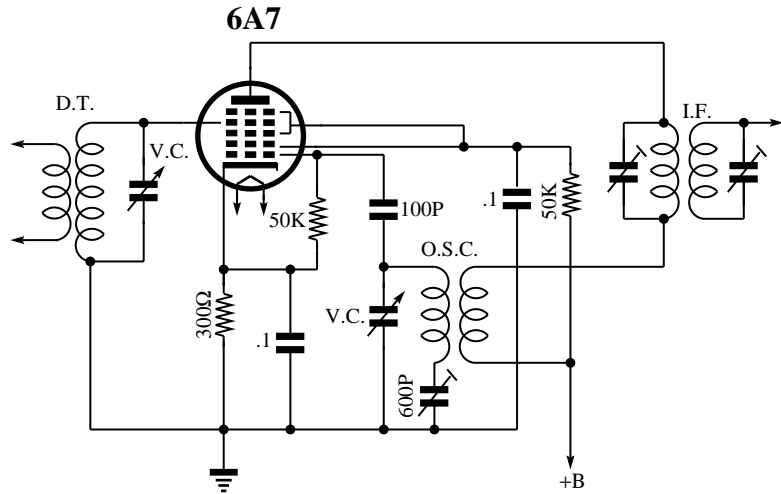 6A7
D.T.
I.F.
V.C.
50K
100P
.1
50K
O.S.C.
300Ω
.1
V.C.
600P
+B